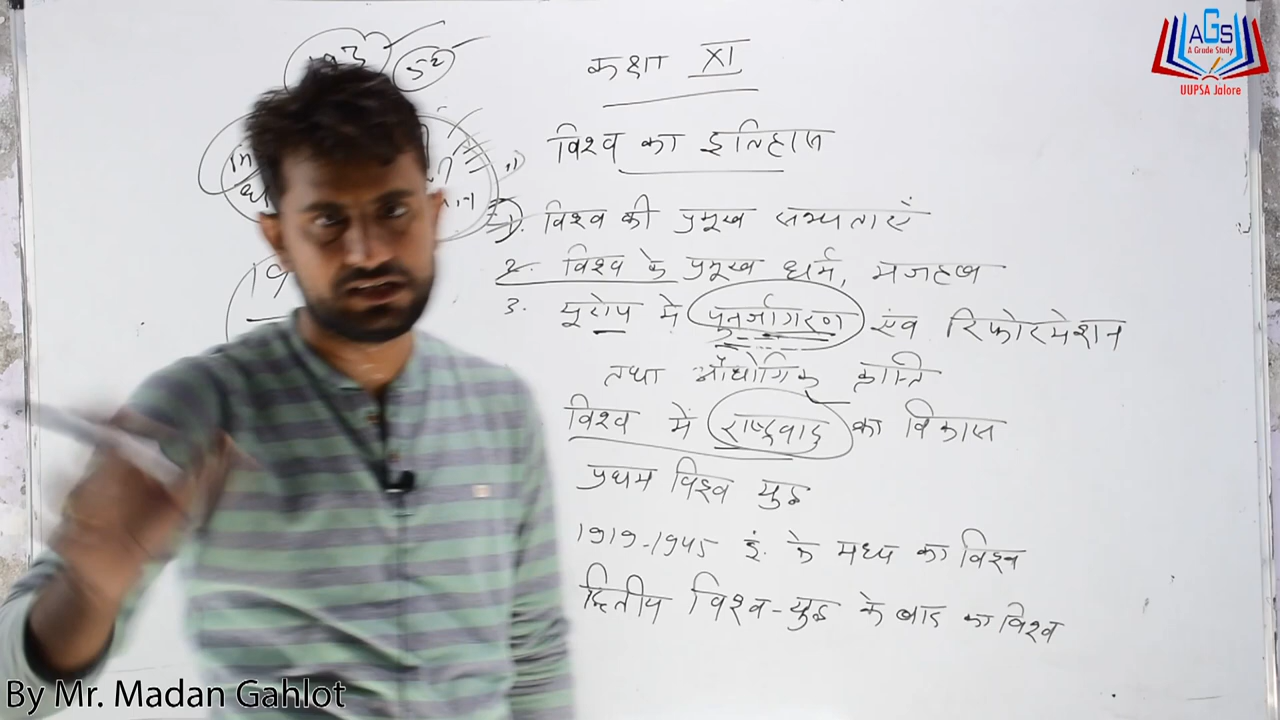 AGS
A Grade Study
UUPSA Jalore
कक्षा XI
विश्व का इतिहास
1. विश्व की प्रमुख सभ्यताएँ
2. विश्व के प्रमुख धर्म, मजहब
3. यूरोप में पुनर्जागरण एंव रिफोरमेशन
तथा औद्योगिक क्रान्ति
विश्व में राष्ट्रवाद का विकास
प्रथम विश्व युद्ध
1919-1945 ई. के मध्य का विश्व
द्वितीय विश्व-युद्ध के बाद का विश्व
By Mr. Madan Gahlot